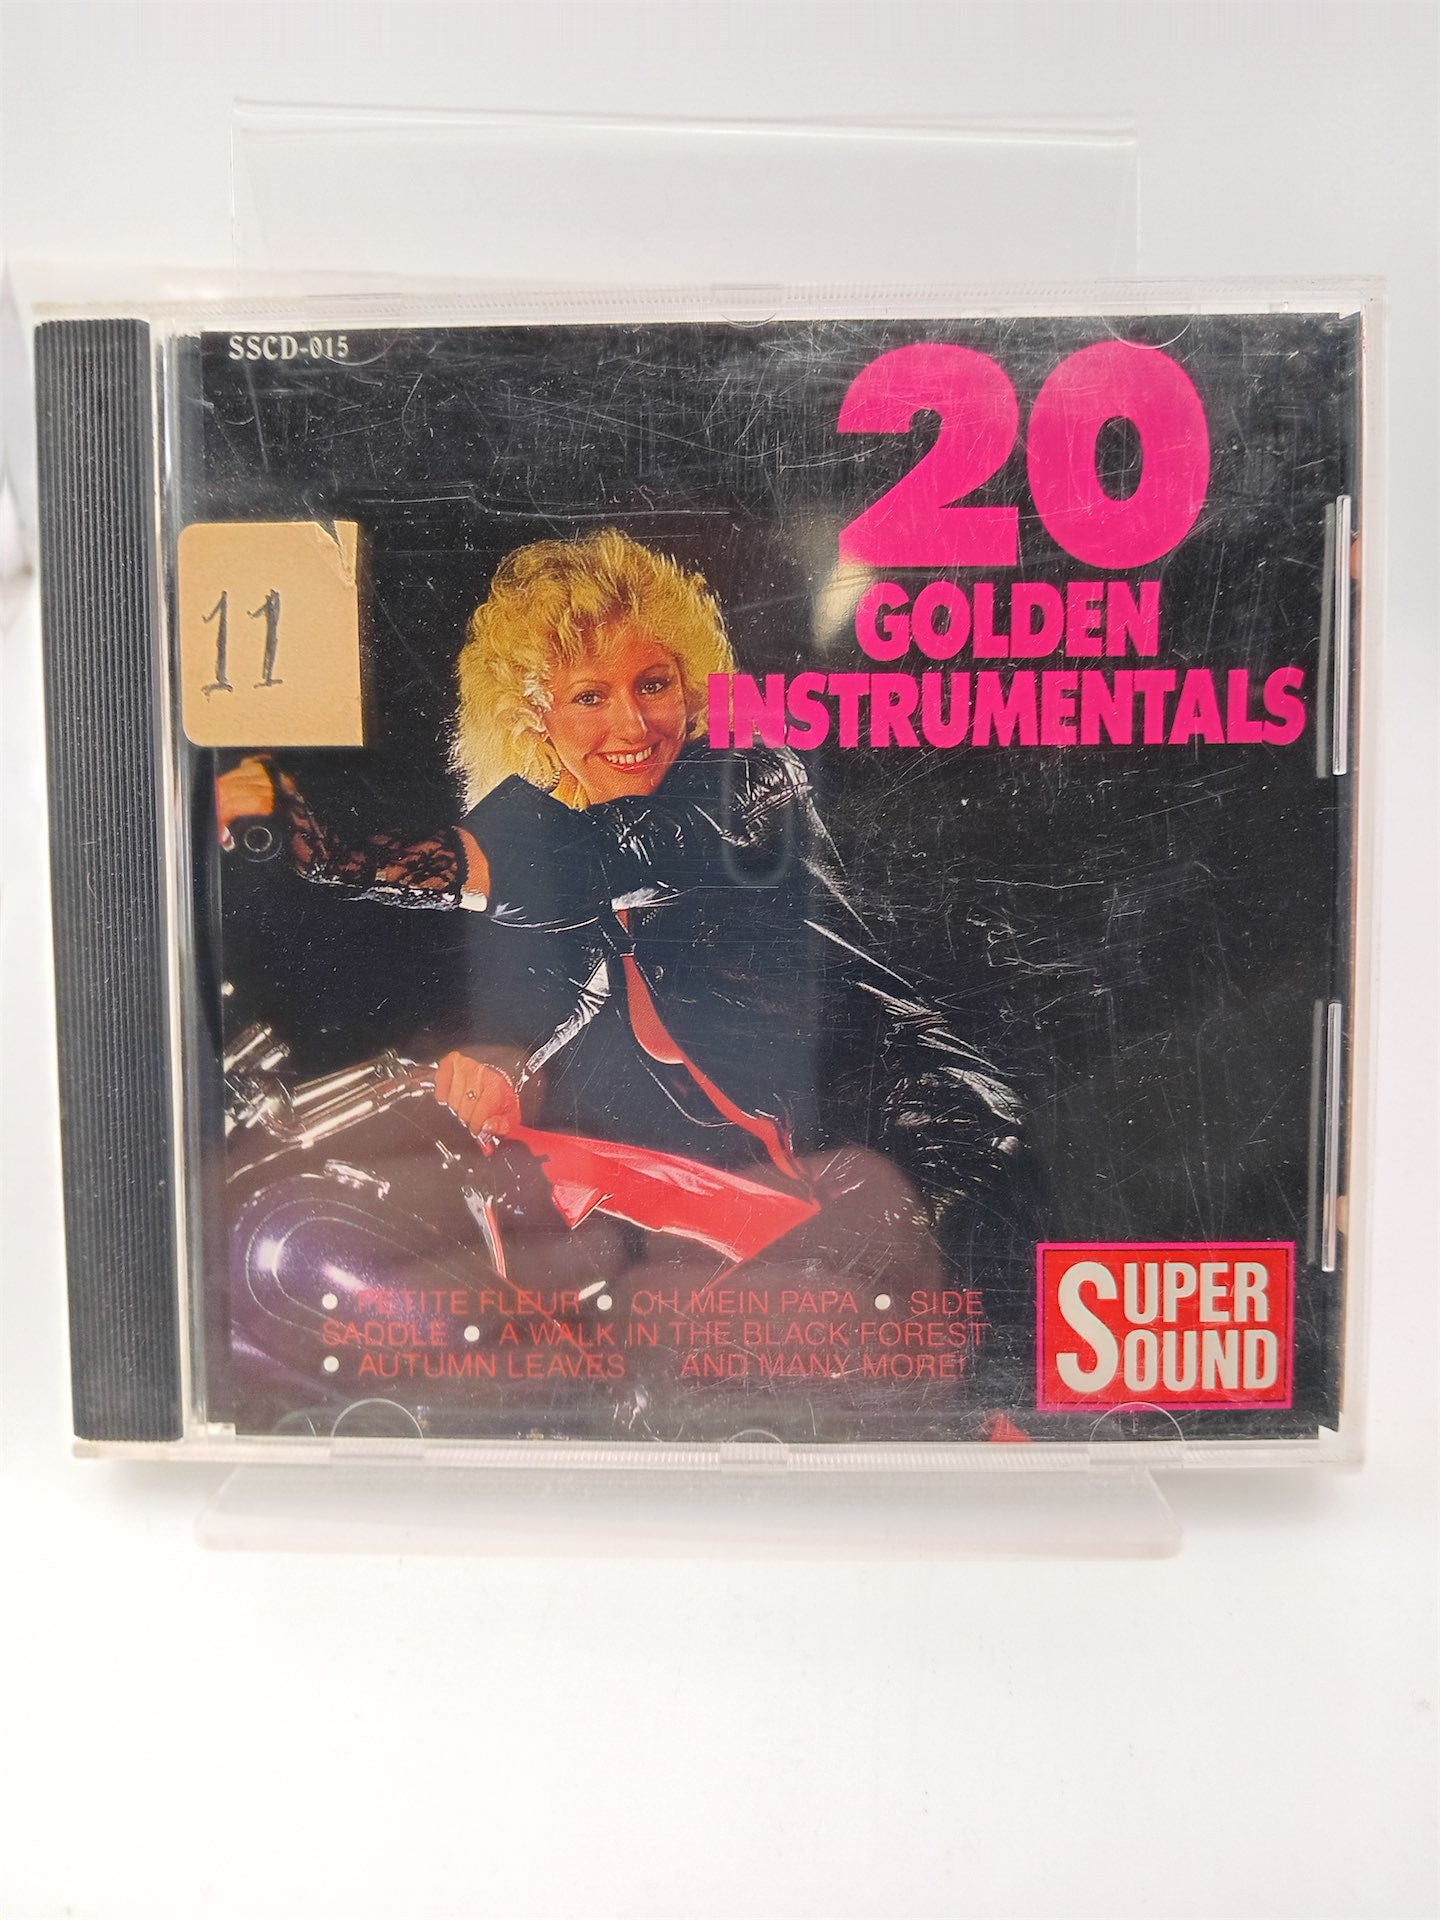 SSCD-015
20
GOLDEN
INSTRUMENTALS
11
• PETITE FLEUR • OH MEIN PAPA • SIDE
SADDLE • A WALK IN THE BLACK FOREST
• AUTUMN LEAVES AND MANY MORE!
SUPER
SOUND